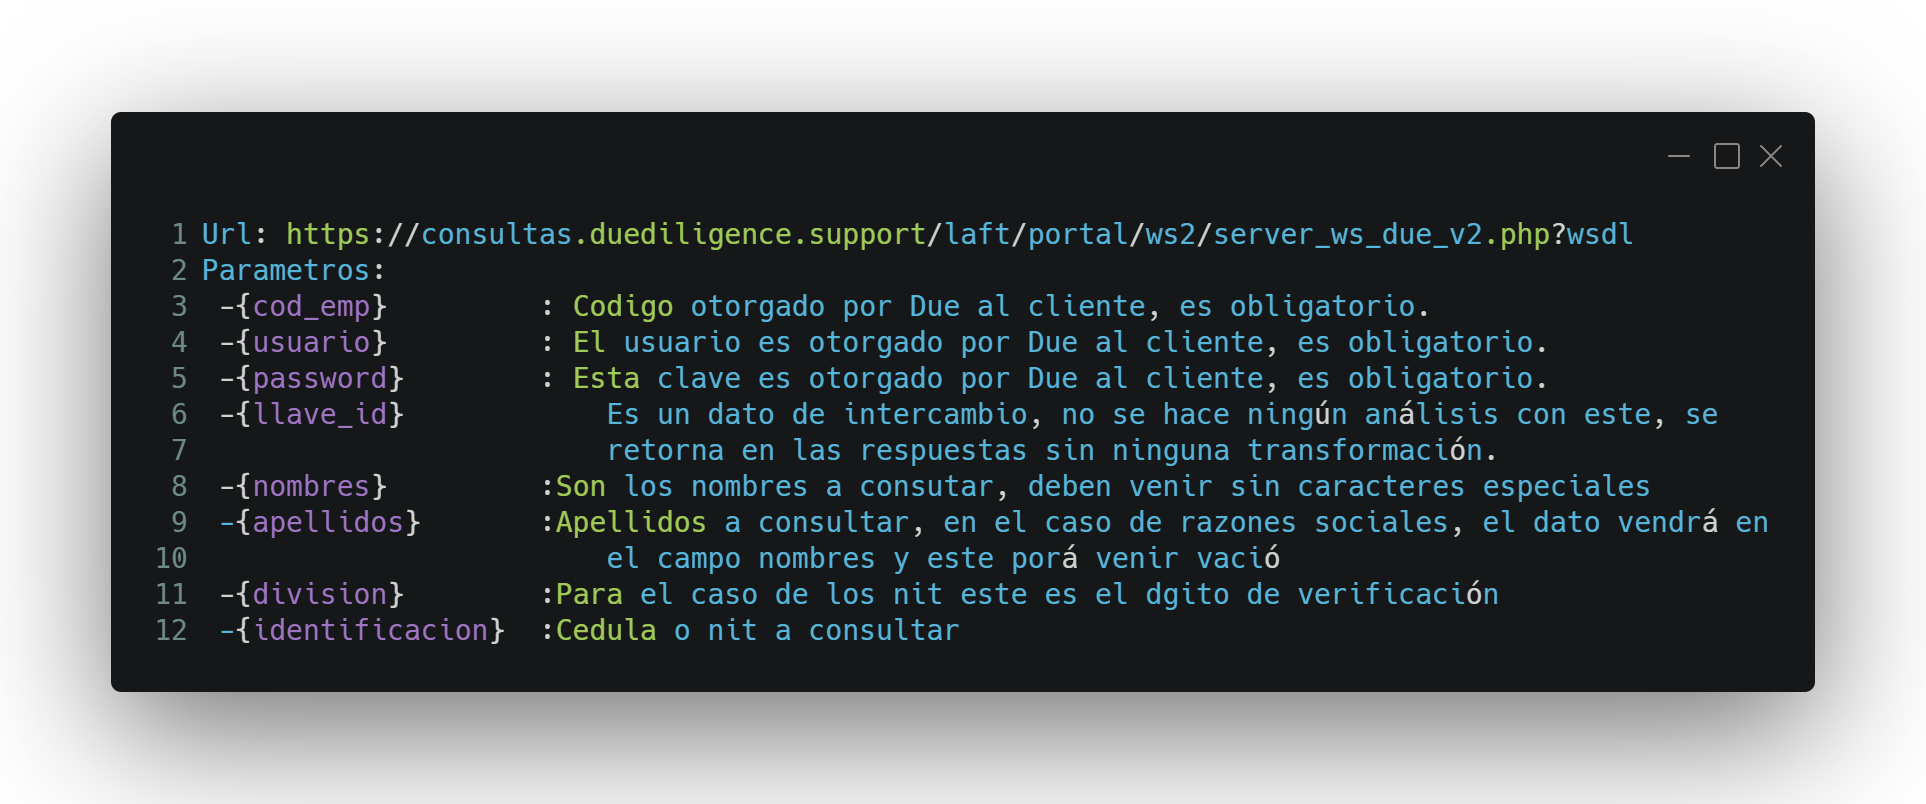 1 Url: https://consultas.duediligence.support/laft/portal/ws2/server_ws_due_v2.php?wsdl
2 Parametros:
3 -{cod_emp} : Codigo otorgado por Due al cliente, es obligatorio.
4 -{usuario} : El usuario es otorgado por Due al cliente, es obligatorio.
5 -{password} : Esta clave es otorgado por Due al cliente, es obligatorio.
6 -{llave_id} Es un dato de intercambio, no se hace ningún análisis con este, se
7 retorna en las respuestas sin ninguna transformación.
8 -{nombres} :Son los nombres a consutar, deben venir sin caracteres especiales
9 -{apellidos} :Apellidos a consultar, en el caso de razones sociales, el dato vendrá en
10 el campo nombres y este porá venir vació
11 -{division} :Para el caso de los nit este es el dgito de verificación
12 -{identificacion} :Cedula o nit a consultar